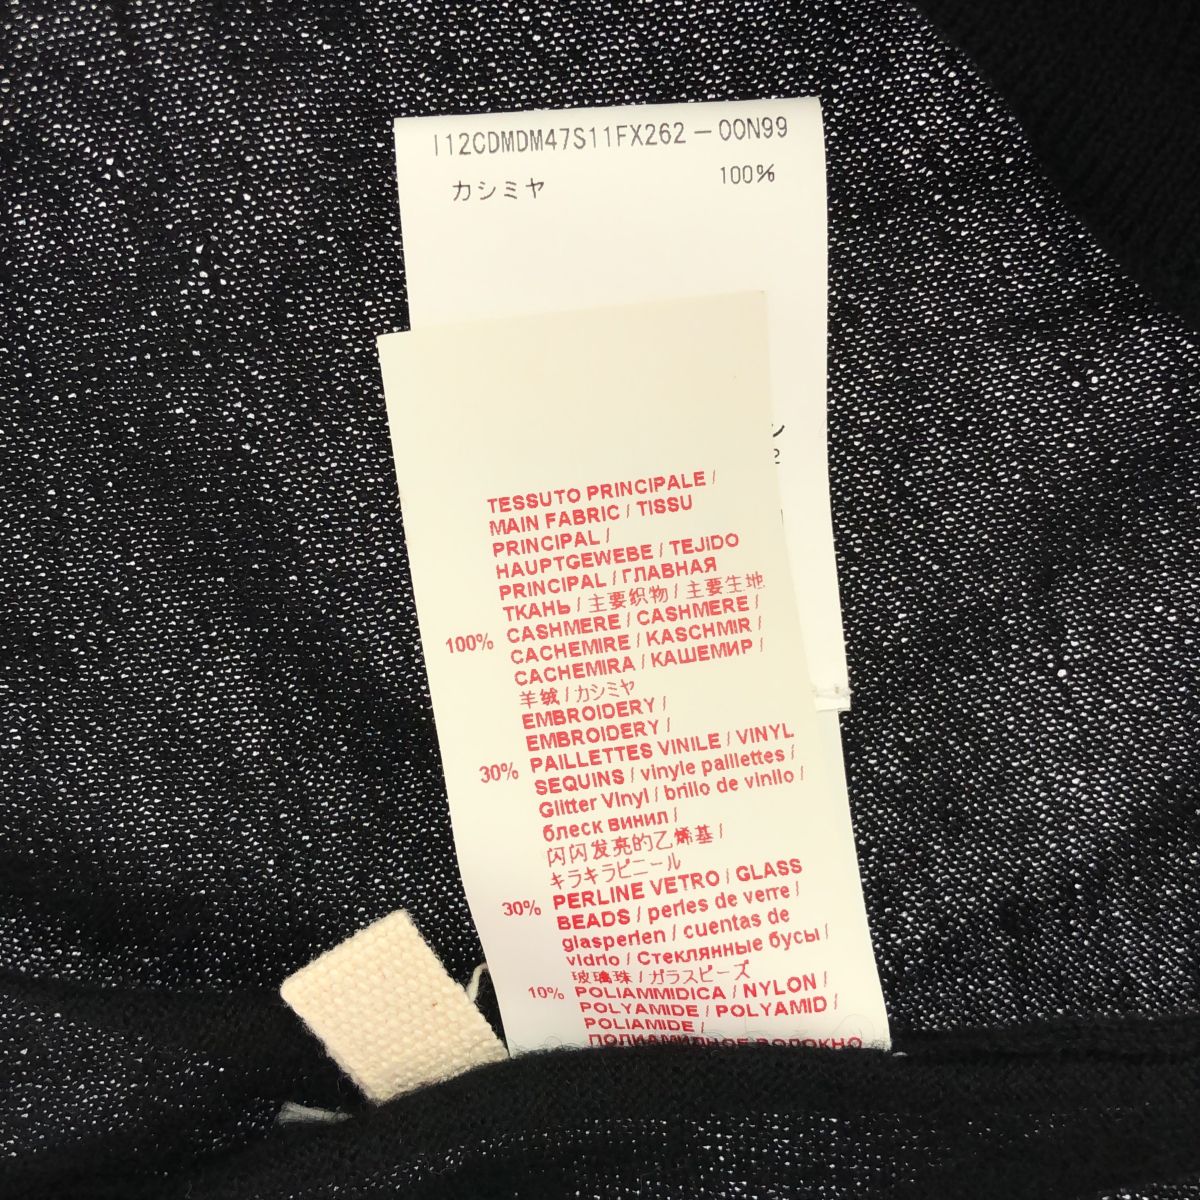 I12CDMDM47S11FX262-00N99
カシミヤ 100%
TESSUTO PRINCIPALE /
MAIN FABRIC / TISSU
PRINCIPAL /
HAUPTGEWEBE / TEJIDO
PRINCIPAL / ГЛАВНАЯ
ТКАНЬ / 主要织物 / 主要生地
100% CASHMERE / CASHMERE /
CACHEMIRE / KASCHMIR /
CACHEMIRA / КАШЕМИР /
羊绒 / カシミヤ
EMBROIDERY /
EMBROIDERY /
30% PAILLETTES VINILE / VINYL
SEQUINS / vinyle paillettes /
Glitter Vinyl / brillo de vinilo /
блеск винил /
闪闪发亮的乙烯基 /
キラキラビニール
30% PERLINE VETRO / GLASS
BEADS / perles de verre /
glasperlen / cuentas de
vidrio / Стеклянные бусы /
玻璃珠 / ガラスビーズ
10% POLIAMMIDICA / NYLON /
POLYAMIDE / POLYAMID /
POLIAMIDE /
ПОЛИАМИДНОЕ ВОЛОКНО